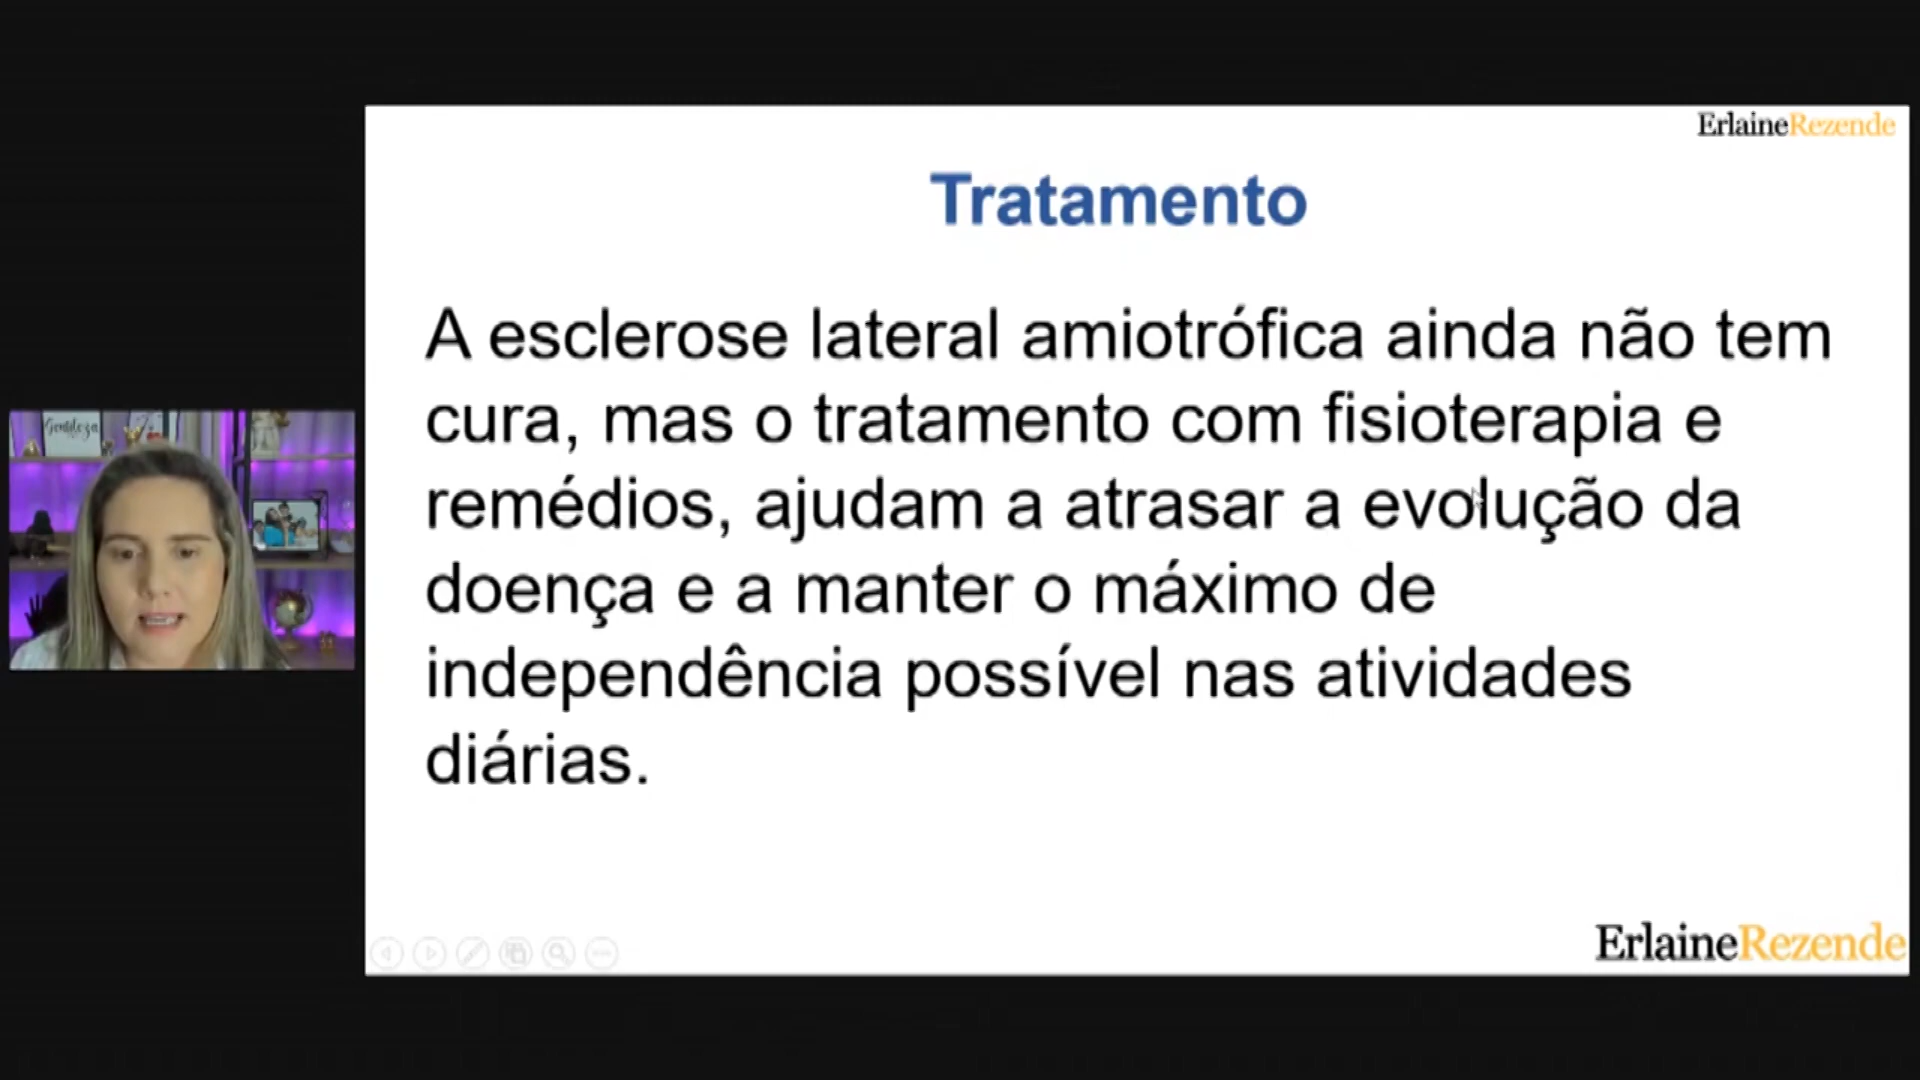 ErlaineRezende
Tratamento
A esclerose lateral amiotrófica ainda não tem
cura, mas o tratamento com fisioterapia e
remédios, ajudam a atrasar a evolução da
doença e a manter o máximo de
independência possível nas atividades
diárias.
Gentileza
ErlaineRezende